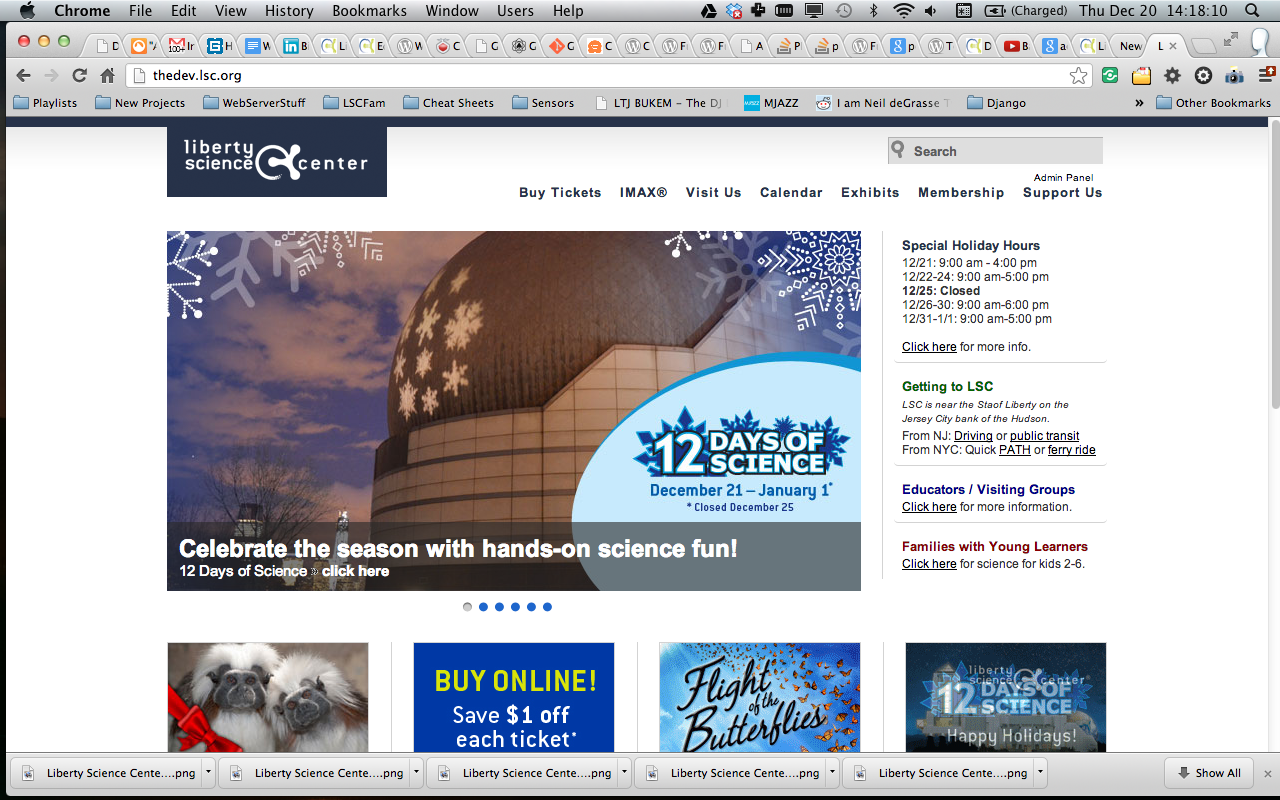 Chrome File Edit View History Bookmarks Window Users Help (Charged) Thu Dec 20 14:18:10
thedev.lsc.org
Playlists New Projects WebServerStuff LSCFam Cheat Sheets Sensors LTJ BUKEM – The DJ MJAZZ I am Neil deGrasse T Django » Other Bookmarks
liberty
science center
Search
Admin Panel
Buy Tickets IMAX® Visit Us Calendar Exhibits Membership Support Us
12 DAYS OF
SCIENCE
December 21 – January 1*
* Closed December 25
Celebrate the season with hands-on science fun!
12 Days of Science » click here
Special Holiday Hours
12/21: 9:00 am - 4:00 pm
12/22-24: 9:00 am-5:00 pm
12/25: Closed
12/26-30: 9:00 am-6:00 pm
12/31-1/1: 9:00 am-5:00 pm
Click here for more info.
Getting to LSC
LSC is near the Staof Liberty on the
Jersey City bank of the Hudson.
From NJ: Driving or public transit
From NYC: Quick PATH or ferry ride
Educators / Visiting Groups
Click here for more information.
Families with Young Learners
Click here for science for kids 2-6.
BUY ONLINE!
Save $1 off
each ticket*
Flight
of the
Butterflies
liberty
science center
12 DAYS OF
SCIENCE
Happy Holidays!
Liberty Science Cente....png Liberty Science Cente....png Liberty Science Cente....png Liberty Science Cente....png Liberty Science Cente....png Show All